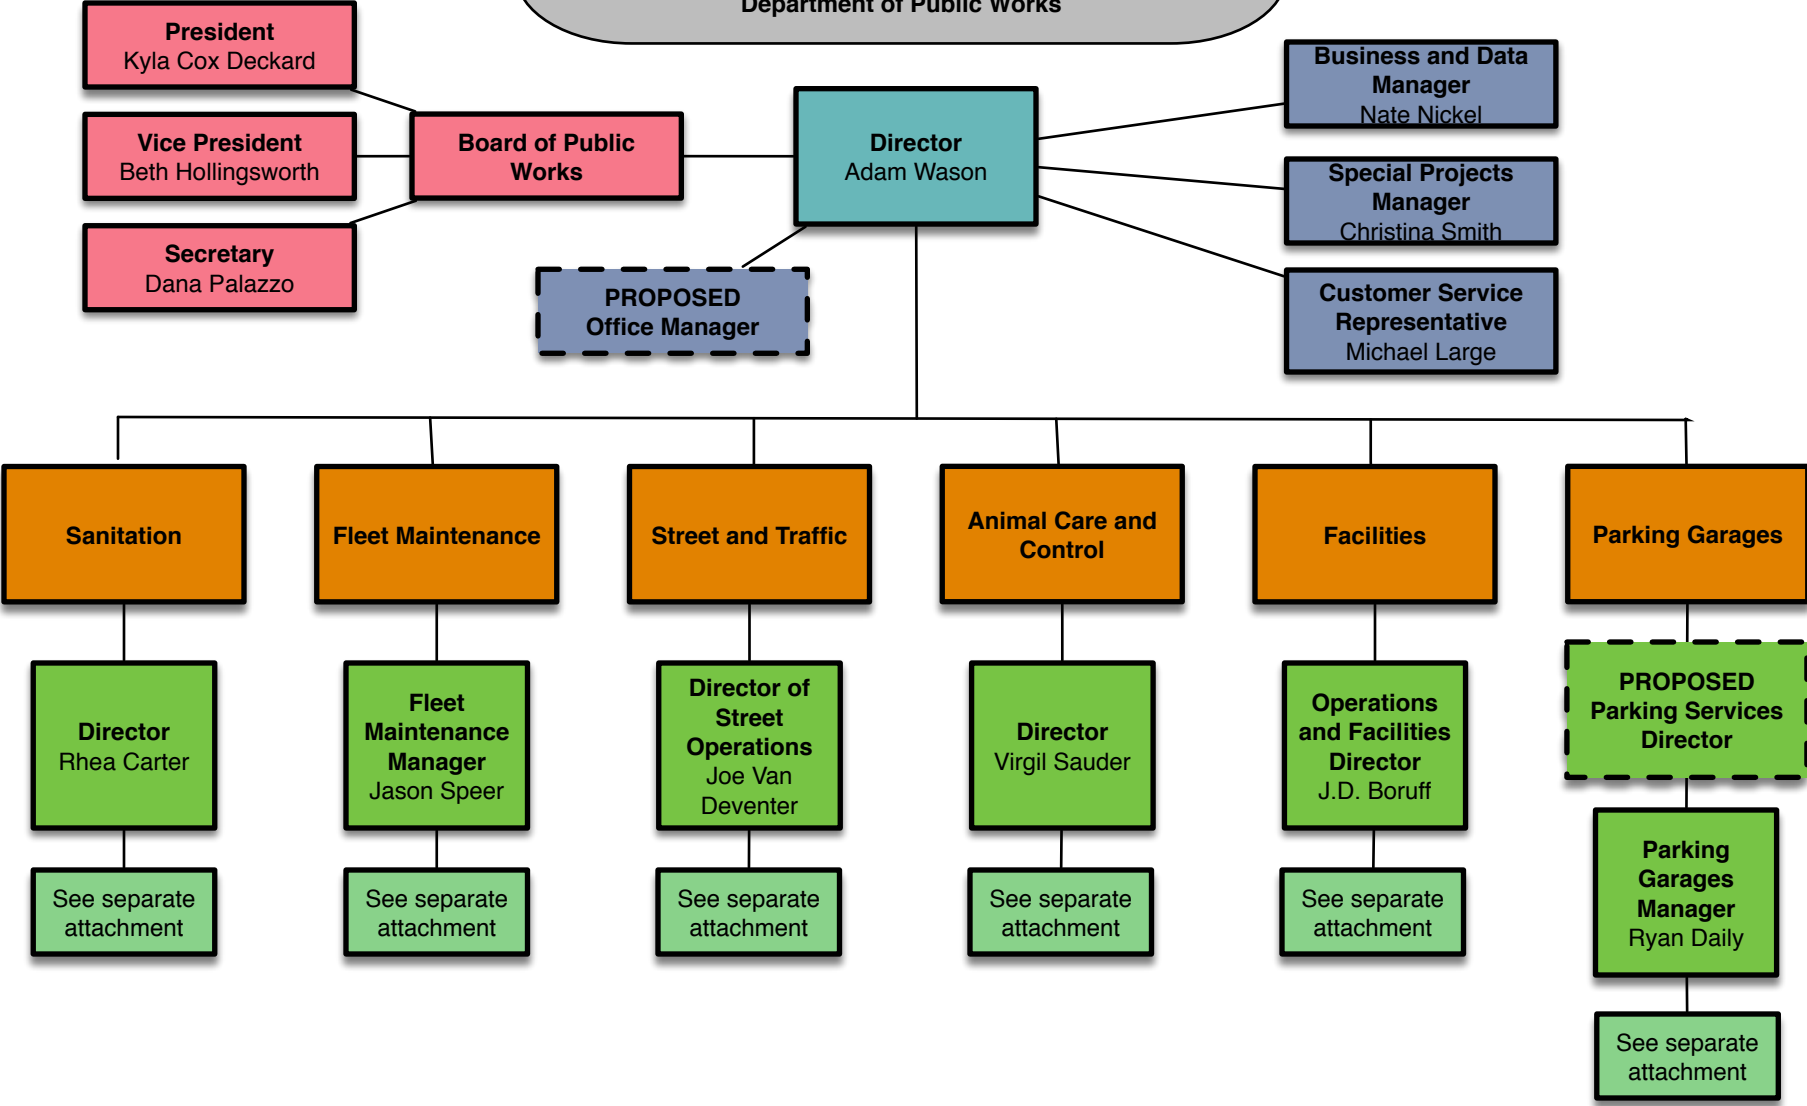 Department of Public Works
President
Kyla Cox Deckard
Vice President
Beth Hollingsworth
Secretary
Dana Palazzo
Board of Public
Works
Director
Adam Wason
Business and Data
Manager
Nate Nickel
Special Projects
Manager
Christina Smith
Customer Service
Representative
Michael Large
PROPOSED
Office Manager
Sanitation
Fleet Maintenance
Street and Traffic
Animal Care and
Control
Facilities
Parking Garages
Director
Rhea Carter
Fleet
Maintenance
Manager
Jason Speer
Director of
Street
Operations
Joe Van
Deventer
Director
Virgil Sauder
Operations
and Facilities
Director
J.D. Boruff
PROPOSED
Parking Services
Director
Parking
Garages
Manager
Ryan Daily
See separate
attachment
See separate
attachment
See separate
attachment
See separate
attachment
See separate
attachment
See separate
attachment